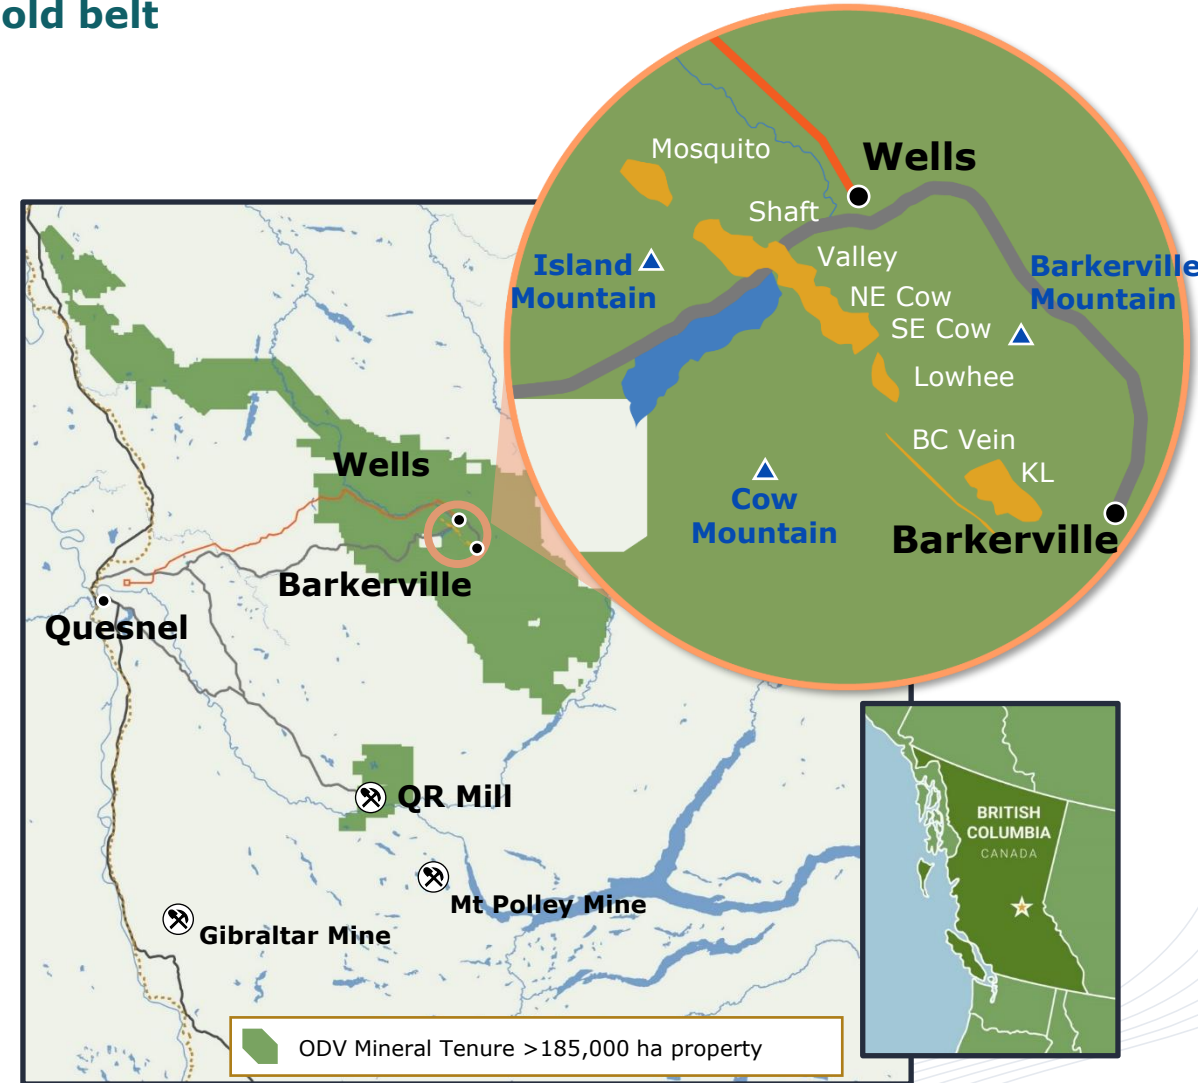 old belt
Mosquito
Wells
Shaft
Valley
Island
Mountain
Barkerville
Mountain
NE Cow
SE Cow
Lowhee
BC Vein
KL
Cow
Mountain
Barkerville
Wells
Barkerville
Quesnel
QR Mill
Mt Polley Mine
Gibraltar Mine
BRITISH
COLUMBIA
CANADA
ODV Mineral Tenure >185,000 ha property